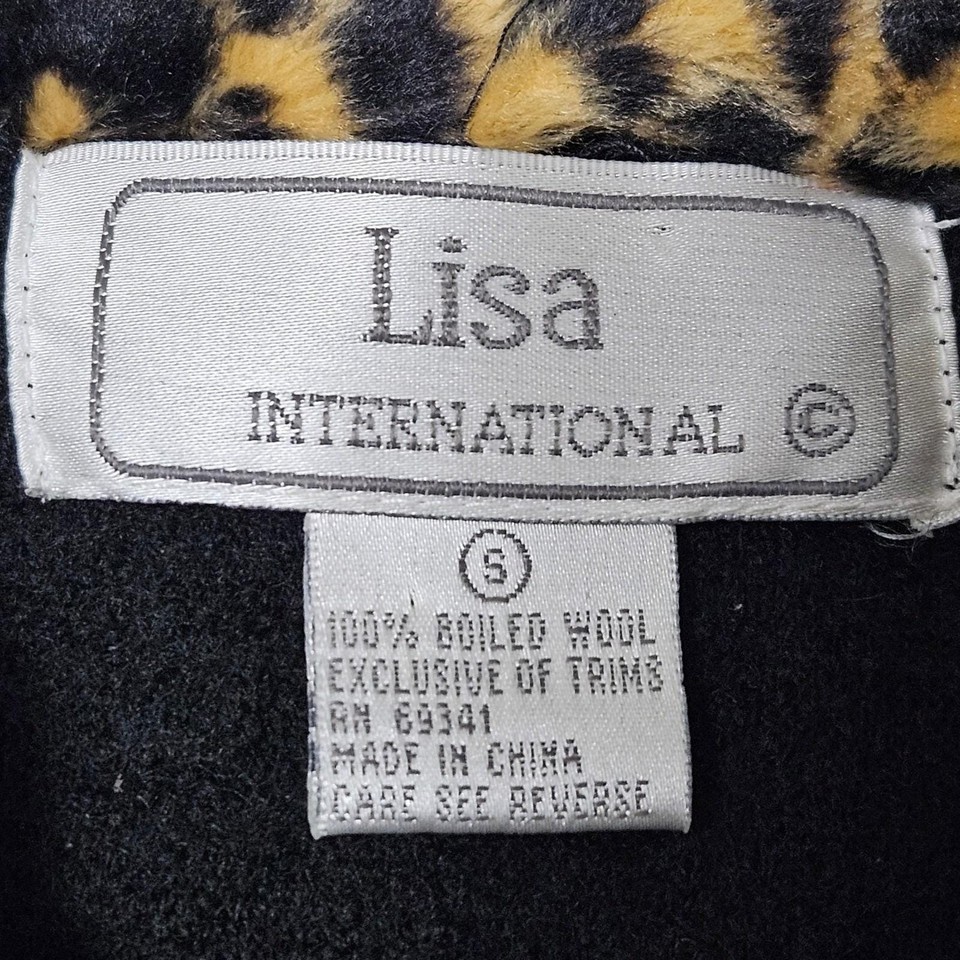 Lisa
INTERNATIONAL ©
S
100% BOILED WOOL
EXCLUSIVE OF TRIMS
RN 69341
MADE IN CHINA
CARE SEE REVERSE